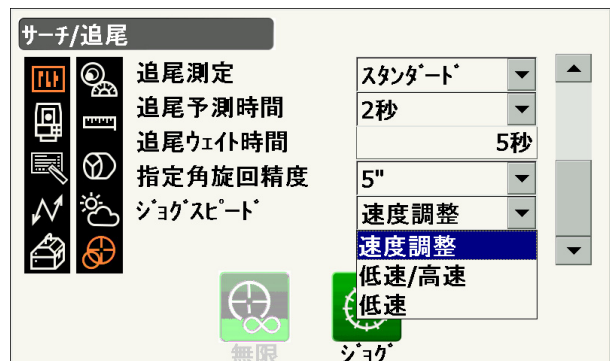 サーチ/追尾
追尾測定 スタンダード
追尾予測時間 2秒
追尾ウェイト時間 5秒
指定角旋回精度 5"
ジョグスピード 速度調整
速度調整
低速/高速
低速
無限 ジョグ